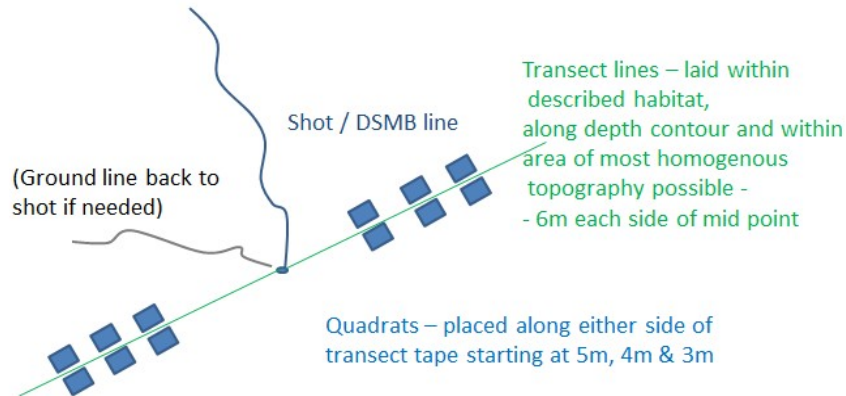 Transect lines – laid within
described habitat,
along depth contour and within
area of most homogenous
topography possible -
- 6m each side of mid point
Shot / DSMB line
(Ground line back to
shot if needed)
Quadrats – placed along either side of
transect tape starting at 5m, 4m & 3m